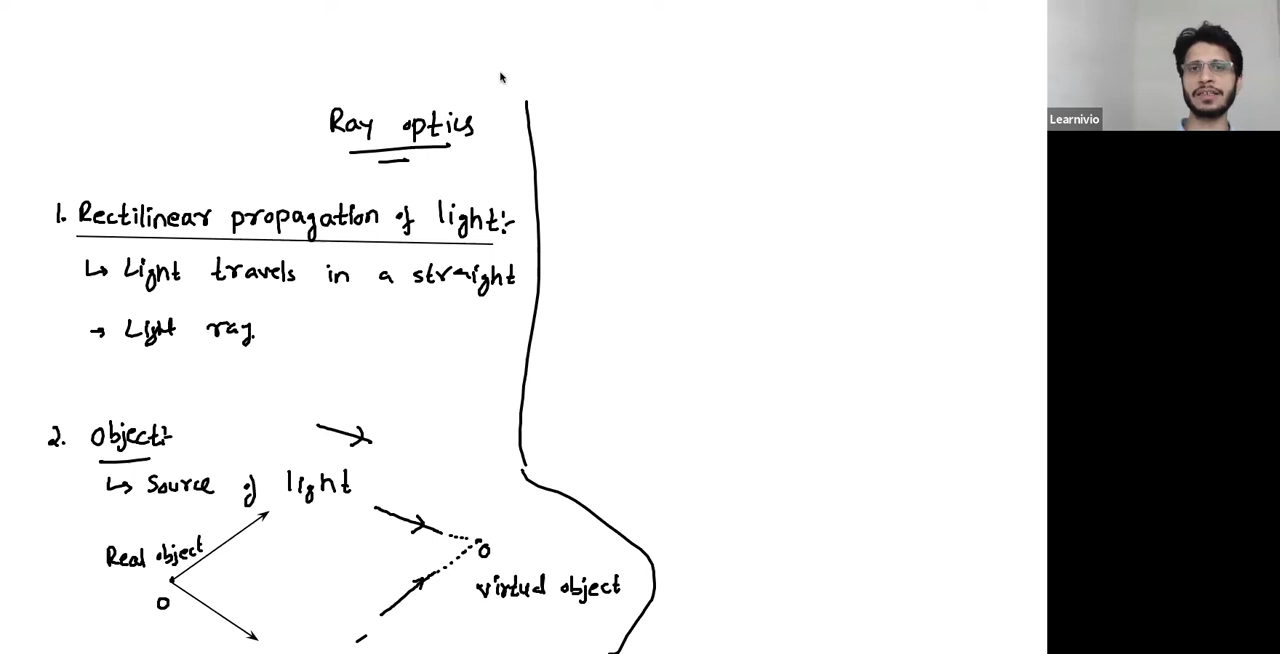 Ray optics
1. Rectilinear propagation of light:-
↳ Light travels in a straight
→ Light ray.
2. Object:-
↳ Source of light
Real object
O
O
virtual object
Learnivio